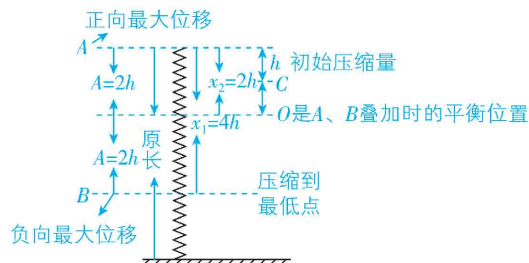 正向最大位移
A
h 初始压缩量
A=2h
x₂=2h
C
O是A、B叠加时的平衡位置
x₁=4h
原长
A=2h
B
压缩到
最低点
负向最大位移